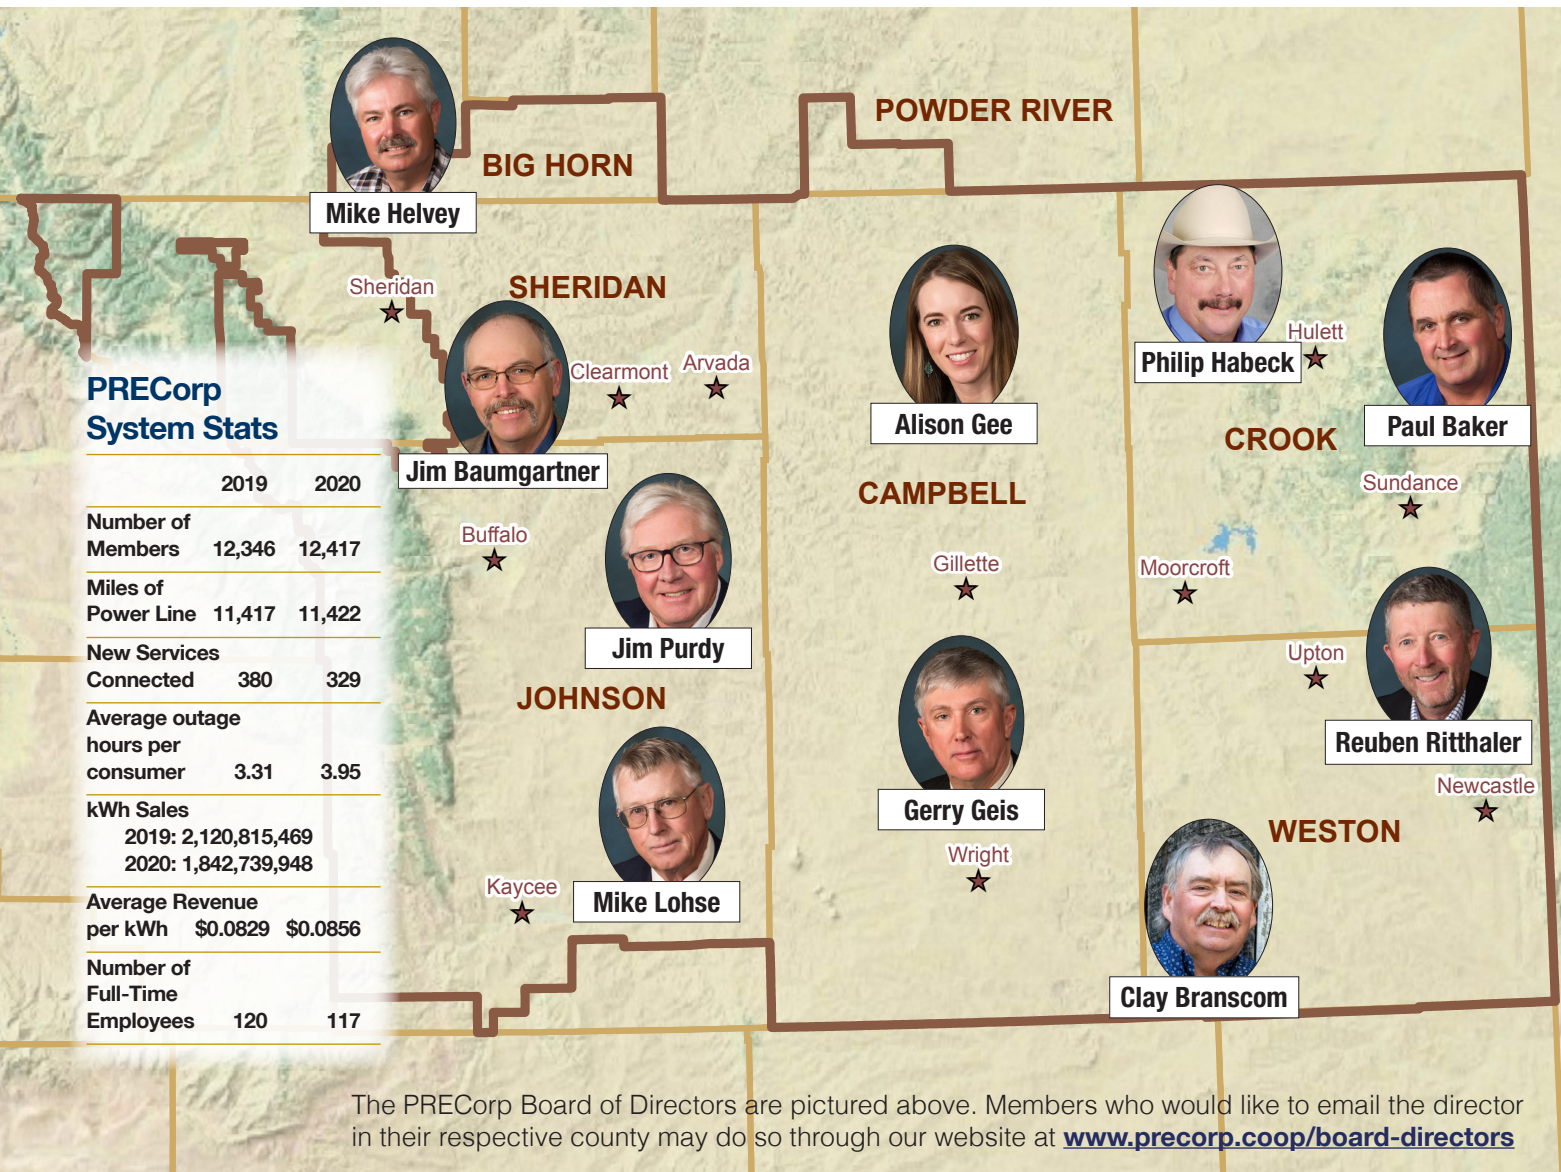 POWDER RIVER
BIG HORN
Mike Helvey
Sheridan
SHERIDAN
Hulett
Philip Habeck
Clearmont
Arvada
Alison Gee
Paul Baker
CROOK
Jim Baumgartner
Sundance
CAMPBELL
Buffalo
Gillette
Moorcroft
Jim Purdy
Upton
JOHNSON
Reuben Ritthaler
Newcastle
Gerry Geis
WESTON
Wright
Kaycee
Mike Lohse
Clay Branscom
PRECorp
System Stats
2019 2020
Number of
Members 12,346 12,417
Miles of
Power Line 11,417 11,422
New Services
Connected 380 329
Average outage
hours per
consumer 3.31 3.95
kWh Sales
2019: 2,120,815,469
2020: 1,842,739,948
Average Revenue
per kWh $0.0829 $0.0856
Number of
Full-Time
Employees 120 117
The PRECorp Board of Directors are pictured above. Members who would like to email the director
in their respective county may do so through our website at www.precorp.coop/board-directors